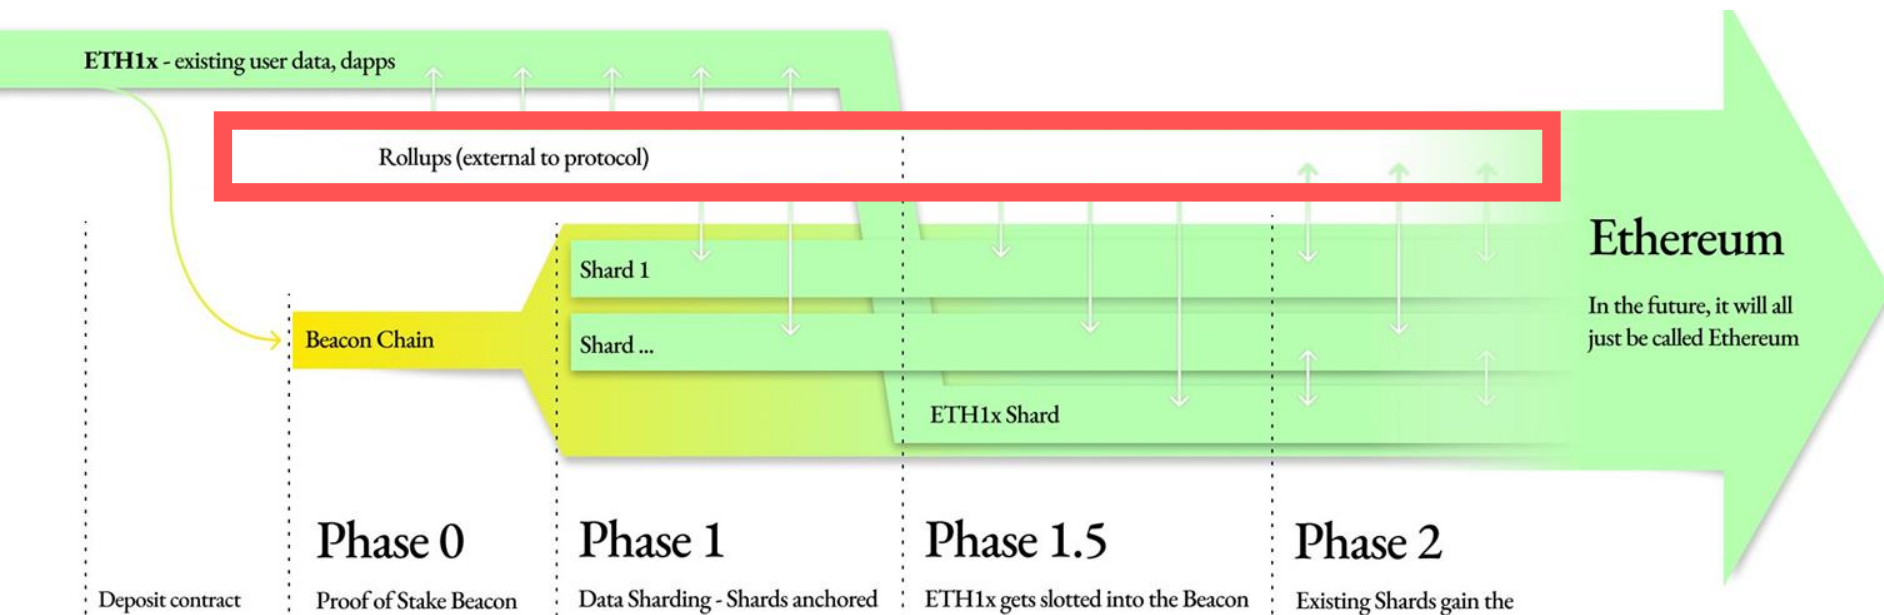 ETH1x - existing user data, dapps
Rollups (external to protocol)
Shard 1
Beacon Chain
Shard ...
ETH1x Shard
Ethereum
In the future, it will all
just be called Ethereum
Phase 0
Phase 1
Phase 1.5
Phase 2
Deposit contract
Proof of Stake Beacon
Data Sharding - Shards anchored
ETH1x gets slotted into the Beacon
Existing Shards gain the